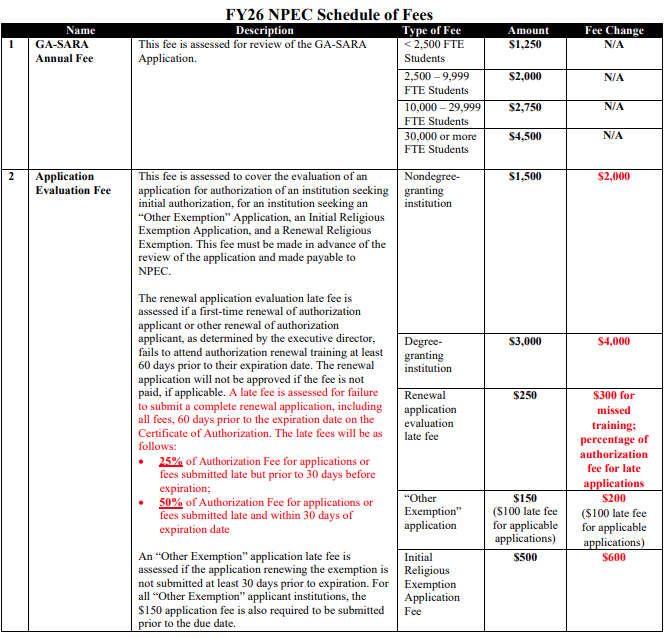 FY26 NPEC Schedule of Fees
Name Description Type of Fee Amount Fee Change
1 GA-SARA Annual Fee
This fee is assessed for review of the GA-SARA
Application.
< 2,500 FTE
Students
$1,250 N/A
2,500 – 9,999
FTE Students
$2,000 N/A
10,000 – 29,999
FTE Students
$2,750 N/A
30,000 or more
FTE Students
$4,500 N/A
2 Application
Evaluation Fee
This fee is assessed to cover the evaluation of an
application for authorization of an institution seeking
initial authorization, for an institution seeking an
“Other Exemption” Application, an Initial Religious
Exemption Application, and a Renewal Religious
Exemption. This fee must be made in advance of the
review of the application and made payable to
NPEC.
The renewal application evaluation late fee is
assessed if a first-time renewal of authorization
applicant or other renewal of authorization
applicant, as determined by the executive director,
fails to attend authorization renewal training at least
60 days prior to their expiration date. The renewal
application will not be approved if the fee is not
paid, if applicable. A late fee is assessed for failure
to submit a complete renewal application, including
all fees, 60 days prior to the expiration date on the
Certificate of Authorization. The late fees will be as
follows:
• 25% of Authorization Fee for applications or
fees submitted late but prior to 30 days before
expiration;
• 50% of Authorization Fee for applications or
fees submitted late and within 30 days of
expiration date
An “Other Exemption” application late fee is
assessed if the application renewing the exemption is
not submitted at least 30 days prior to expiration. For
all “Other Exemption” applicant institutions, the
$150 application fee is also required to be submitted
prior to the due date.
Nondegree-
granting
institution
$1,500 $2,000
Degree-
granting
institution
$3,000 $4,000
Renewal
application
evaluation
late fee
$250
$300 for
missed
training;
percentage of
authorization
fee for late
applications
“Other
Exemption”
application
$150
($100 late fee
for applicable
applications)
$200
($100 late fee
for applicable
applications)
Initial
Religious
Exemption
Application
Fee
$500 $600